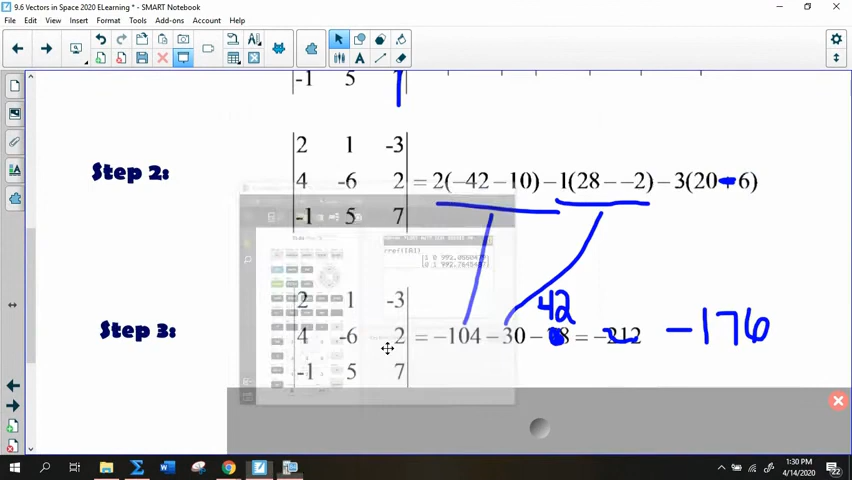 9.6 Vectors in Space 2020 ELearning * - SMART Notebook
File Edit View Insert Format Tools Add-ons Account Help
-1 5 7
Step 2:
2 1 -3
4 -6 2 = 2(-42 - 10) - 1(28 - -2) - 3(20 - 6)
-1 5 7
rref([A])
42
2 1 -3
Step 3: 4 -6 2 = -104 - 30 - 8 = -212 -176
-1 5 7
1:30 PM
4/14/2020
22